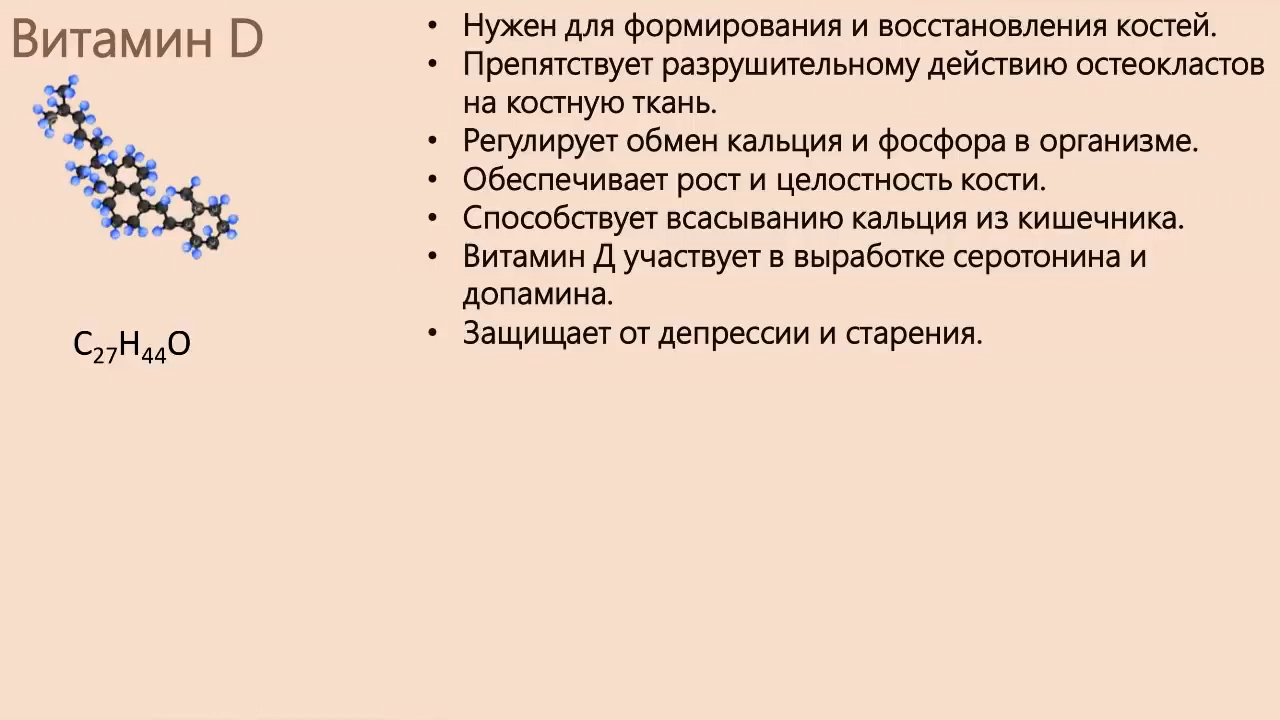 Витамин D
• Нужен для формирования и восстановления костей.
• Препятствует разрушительному действию остеокластов
на костную ткань.
• Регулирует обмен кальция и фосфора в организме.
• Обеспечивает рост и целостность кости.
• Способствует всасыванию кальция из кишечника.
• Витамин Д участвует в выработке серотонина и
допамина.
• Защищает от депрессии и старения.
C₂₇H₄₄O